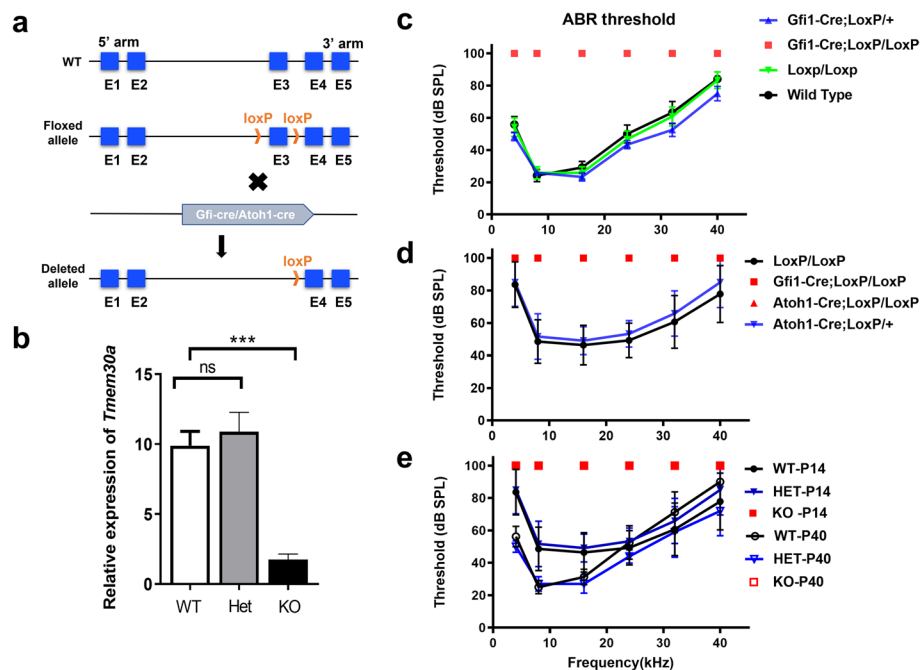 a
5' arm
3' arm
WT
E1 E2 E3 E4 E5
loxP loxP
Floxed
allele
E1 E2 E3 E4 E5
Gfi-cre/Atoh1-cre
loxP
Deleted
allele
E1 E2 E4 E5
b
***
ns
Relative expression of Tmem30a
15
10
5
0
WT Het KO
c
ABR threshold
Threshold (dB SPL)
100
80
60
40
20
0
0 10 20 30 40
Gfi1-Cre;LoxP/+
Gfi1-Cre;LoxP/LoxP
Loxp/Loxp
Wild Type
d
Threshold (dB SPL)
100
80
60
40
20
0
0 10 20 30 40
LoxP/LoxP
Gfi1-Cre;LoxP/LoxP
Atoh1-Cre;LoxP/LoxP
Atoh1-Cre;LoxP/+
e
Threshold (dB SPL)
100
80
60
40
20
0
0 10 20 30 40
Frequency(kHz)
WT-P14
HET-P14
KO -P14
WT-P40
HET-P40
KO-P40